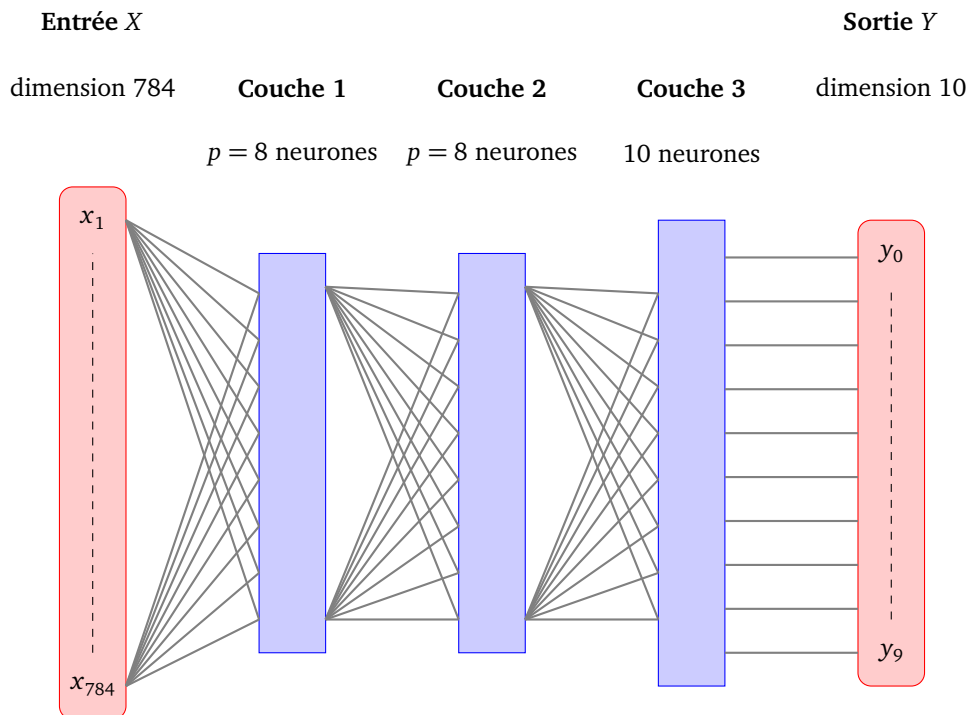 Entrée X
Sortie Y
dimension 784
Couche 1
Couche 2
Couche 3
dimension 10
p = 8 neurones
p = 8 neurones
10 neurones
x₁
y₀
y₉
x₇₈₄